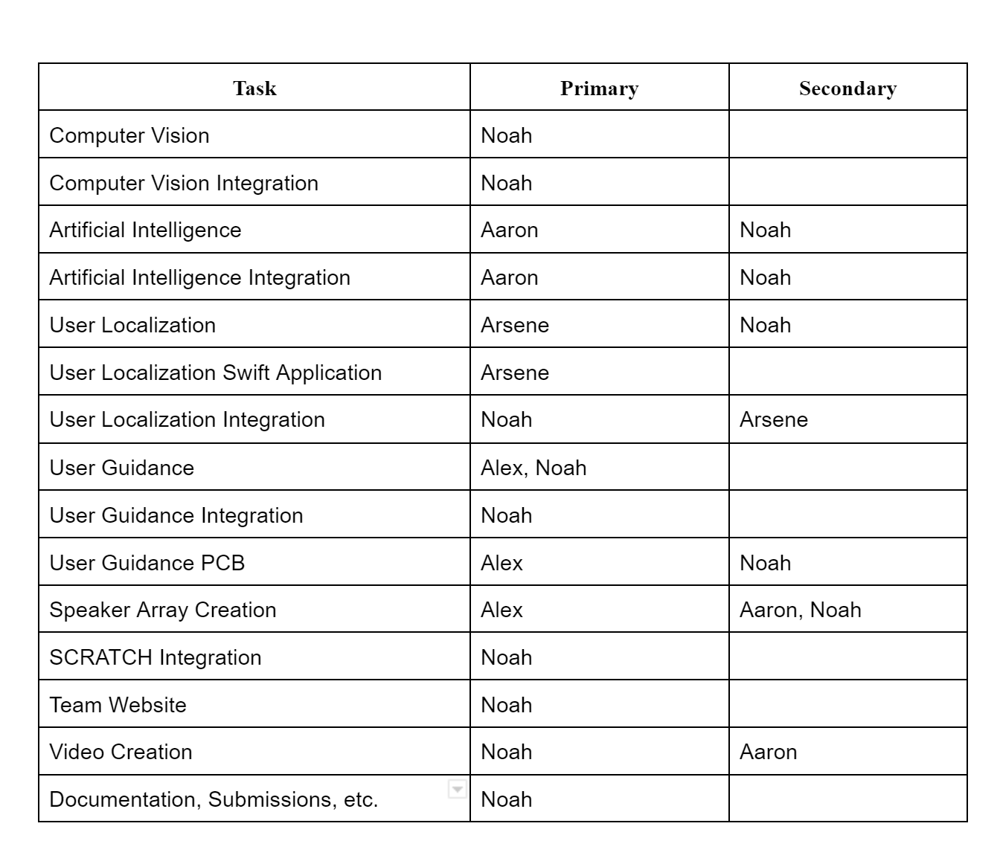 Task Primary Secondary
Computer Vision Noah
Computer Vision Integration Noah
Artificial Intelligence Aaron Noah
Artificial Intelligence Integration Aaron Noah
User Localization Arsene Noah
User Localization Swift Application Arsene
User Localization Integration Noah Arsene
User Guidance Alex, Noah
User Guidance Integration Noah
User Guidance PCB Alex Noah
Speaker Array Creation Alex Aaron, Noah
SCRATCH Integration Noah
Team Website Noah
Video Creation Noah Aaron
Documentation, Submissions, etc. Noah